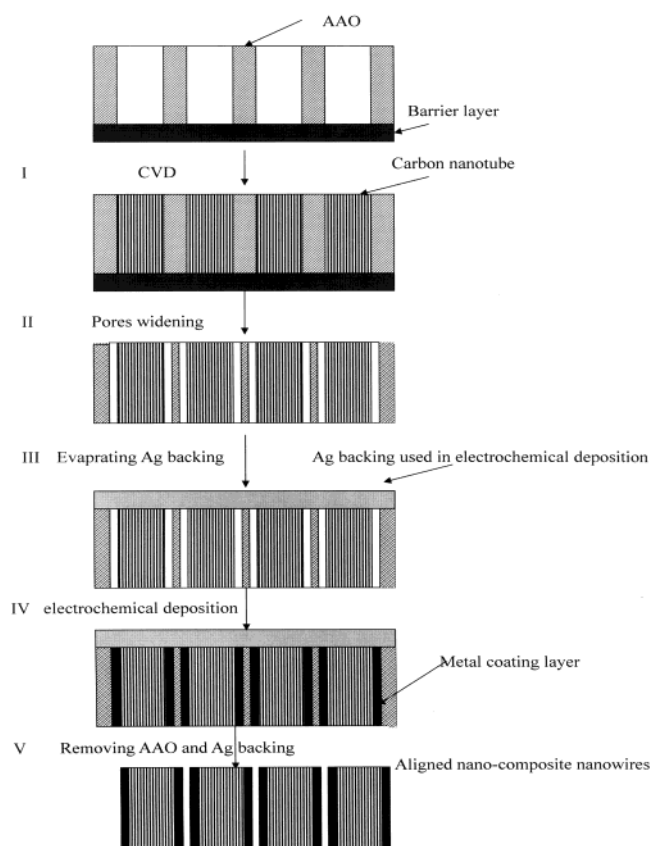 AAO
Barrier layer
I CVD
Carbon nanotube
II Pores widening
III Evaprating Ag backing
Ag backing used in electrochemical deposition
IV electrochemical deposition
Metal coating layer
V Removing AAO and Ag backing
Aligned nano-composite nanowires